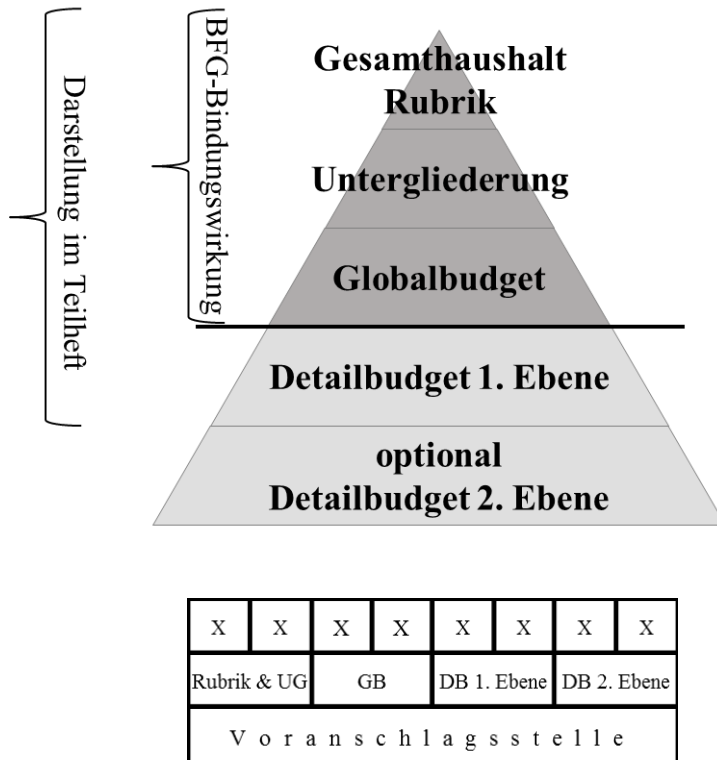 Darstellung im Teilheft
BFG-Bindungswirkung
Gesamthaushalt
Rubrik
Untergliederung
Globalbudget
Detailbudget 1. Ebene
optional
Detailbudget 2. Ebene
X X X X X X X X
Rubrik & UG GB DB 1. Ebene DB 2. Ebene
Voranschlagsstelle